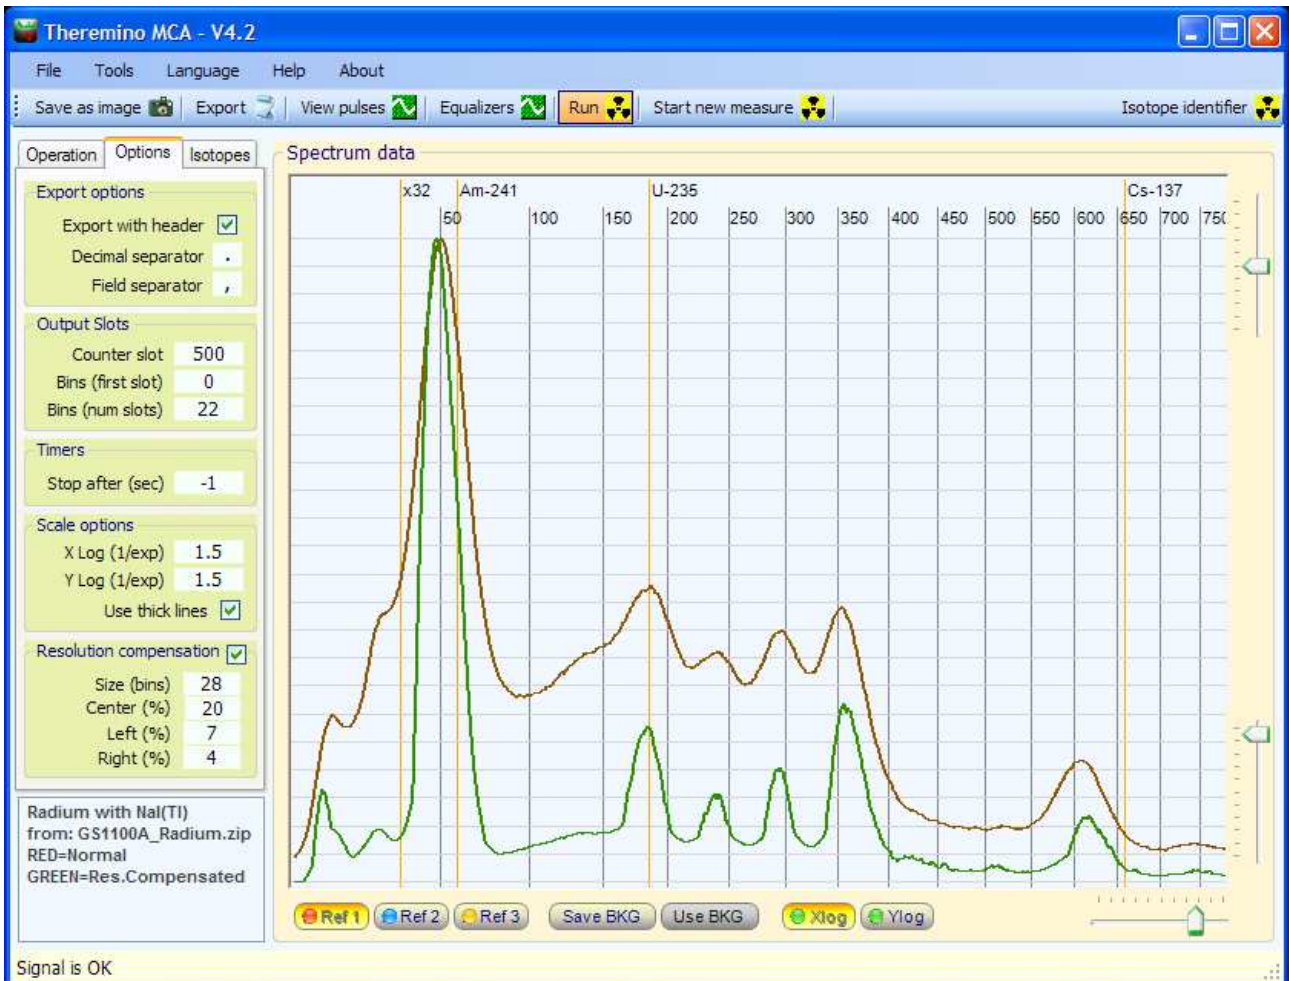 Theremino MCA - V4.2
File Tools Language Help About
Save as image Export View pulses Equalizers Run Start new measure Isotope identifier
Operation Options Isotopes
Export options
Export with header
Decimal separator .
Field separator ,
Output Slots
Counter slot 500
Bins (first slot) 0
Bins (num slots) 22
Timers
Stop after (sec) -1
Scale options
X Log (1/exp) 1.5
Y Log (1/exp) 1.5
Use thick lines
Resolution compensation
Size (bins) 28
Center (%) 20
Left (%) 7
Right (%) 4
Radium with NaI(Tl)
from: GS1100A_Radium.zip
RED=Normal
GREEN=Res.Compensated
Spectrum data
x32 Am-241 U-235 Cs-137
50 100 150 200 250 300 350 400 450 500 550 600 650 700 750
Ref 1 Ref 2 Ref 3 Save BKG Use BKG Xlog Ylog
Signal is OK